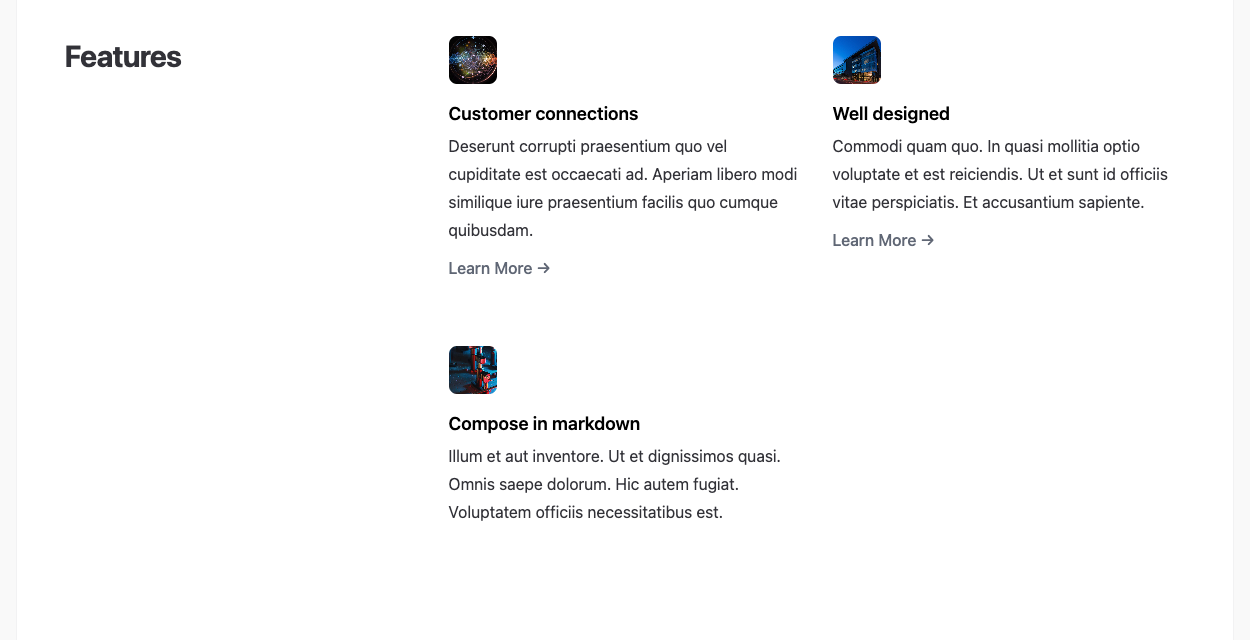 Features
Customer connections
Deserunt corrupti praesentium quo vel
cupiditate est occaecati ad. Aperiam libero modi
similique iure praesentium facilis quo cumque
quibusdam.
Learn More →
Well designed
Commodi quam quo. In quasi mollitia optio
voluptate et est reiciendis. Ut et sunt id officiis
vitae perspiciatis. Et accusantium sapiente.
Learn More →
Compose in markdown
Illum et aut inventore. Ut et dignissimos quasi.
Omnis saepe dolorum. Hic autem fugiat.
Voluptatem officiis necessitatibus est.